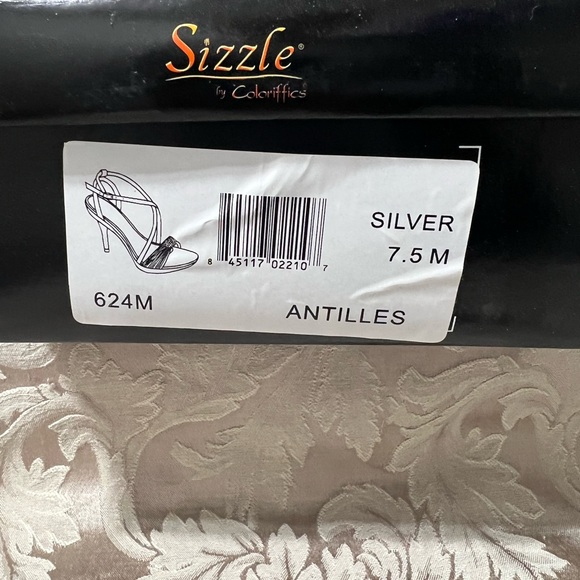 Sizzle®
by Coloriffics
SILVER
7.5 M
8 45117 02210 7
624M
ANTILLES